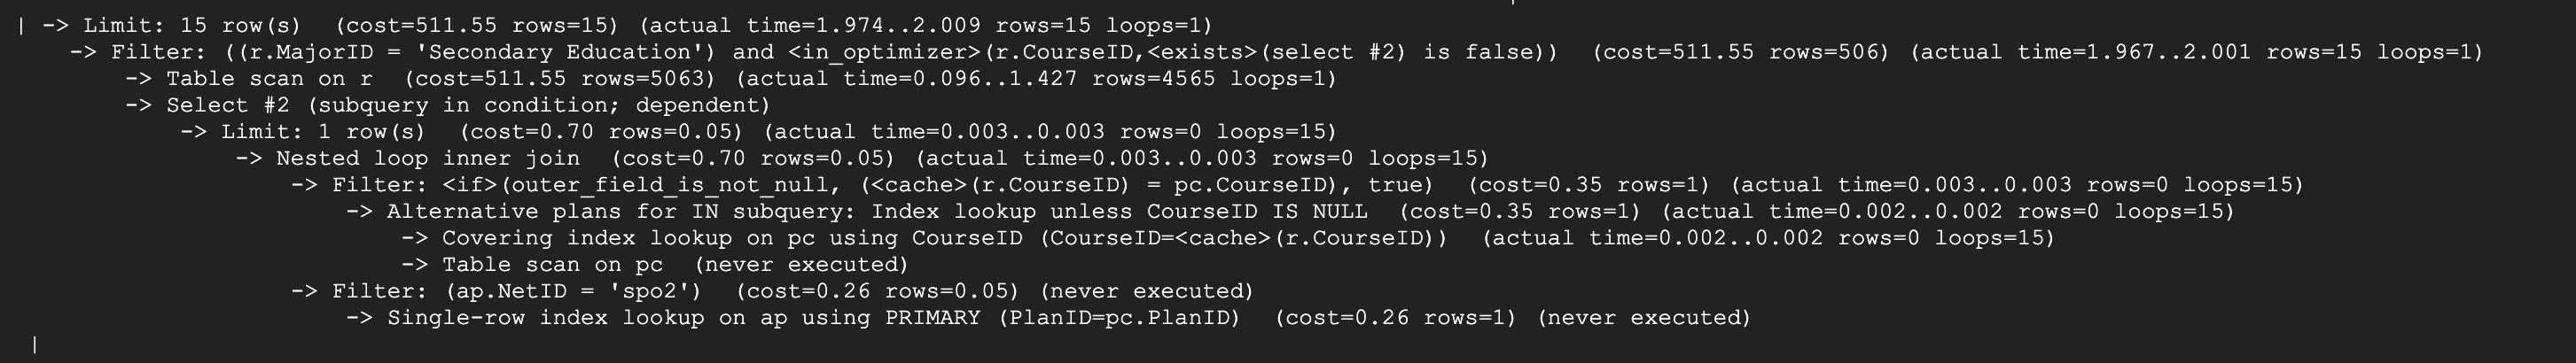 | -> Limit: 15 row(s)  (cost=511.55 rows=15) (actual time=1.974..2.009 rows=15 loops=1)
-> Filter: ((r.MajorID = 'Secondary Education') and <in_optimizer>(r.CourseID,<exists>(select #2) is false))  (cost=511.55 rows=506) (actual time=1.967..2.001 rows=15 loops=1)
-> Table scan on r  (cost=511.55 rows=5063) (actual time=0.096..1.427 rows=4565 loops=1)
-> Select #2 (subquery in condition; dependent)
-> Limit: 1 row(s)  (cost=0.70 rows=0.05) (actual time=0.003..0.003 rows=0 loops=15)
-> Nested loop inner join  (cost=0.70 rows=0.05) (actual time=0.003..0.003 rows=0 loops=15)
-> Filter: <if>(outer_field_is_not_null, (<cache>(r.CourseID) = pc.CourseID), true)  (cost=0.35 rows=1) (actual time=0.003..0.003 rows=0 loops=15)
-> Alternative plans for IN subquery: Index lookup unless CourseID IS NULL  (cost=0.35 rows=1) (actual time=0.002..0.002 rows=0 loops=15)
-> Covering index lookup on pc using CourseID (CourseID=<cache>(r.CourseID))  (actual time=0.002..0.002 rows=0 loops=15)
-> Table scan on pc  (never executed)
-> Filter: (ap.NetID = 'spo2')  (cost=0.26 rows=0.05) (never executed)
-> Single-row index lookup on ap using PRIMARY (PlanID=pc.PlanID)  (cost=0.26 rows=1) (never executed)
|